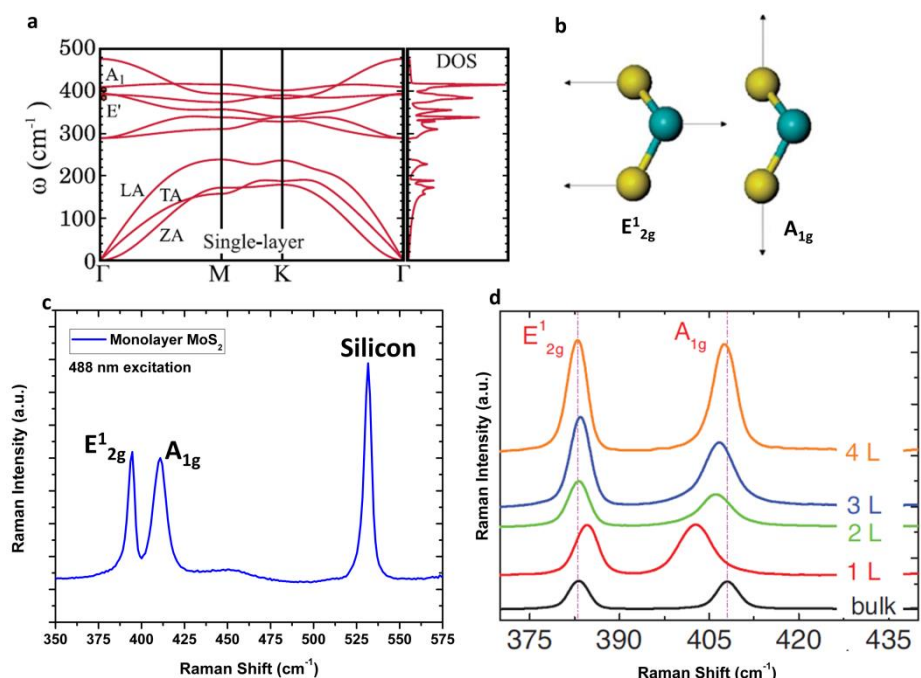 a
500
400
300
200
100
0
ω (cm⁻¹)
A₁
E'
LA
TA
ZA
Single-layer
Γ
M
K
Γ
DOS
b
E¹₂g
A₁g
c
Monolayer MoS₂
488 nm excitation
E¹₂g
A₁g
Silicon
Raman Intensity (a.u.)
350 375 400 425 450 475 500 525 550 575
Raman Shift (cm⁻¹)
d
E¹₂g
A₁g
4 L
3 L
2 L
1 L
bulk
Raman Intensity (a.u.)
375 390 405 420 435
Raman Shift (cm⁻¹)